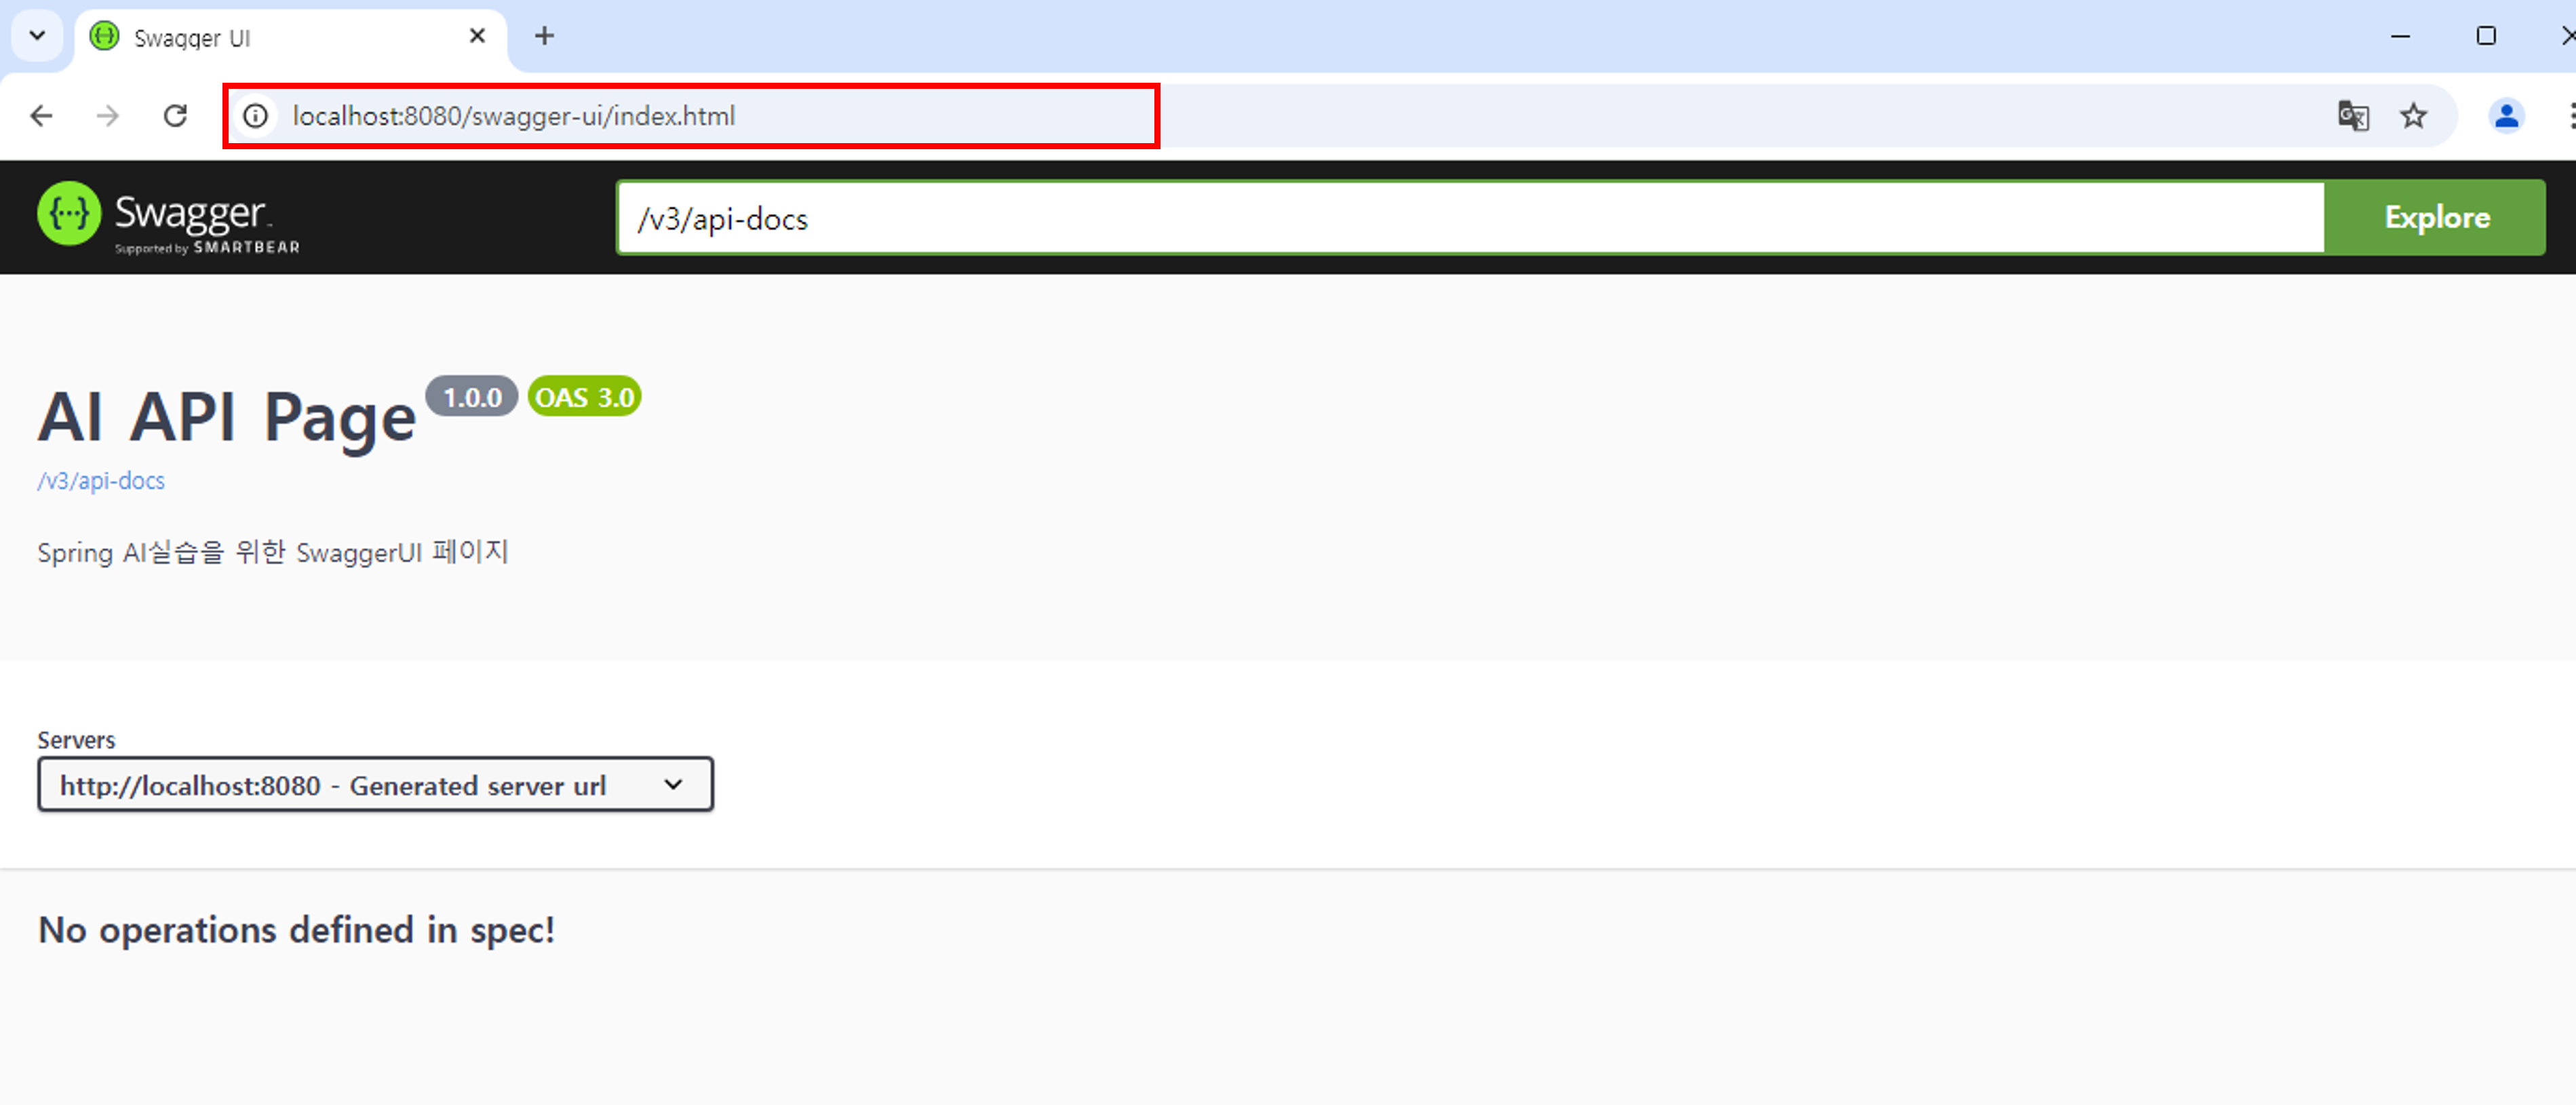 Swagger UI
localhost:8080/swagger-ui/index.html
Swagger
Supported by SMARTBEAR
/v3/api-docs
Explore
AI API Page 1.0.0 OAS 3.0
/v3/api-docs
Spring AI실습을 위한 SwaggerUI 페이지
Servers
http://localhost:8080 - Generated server url
No operations defined in spec!